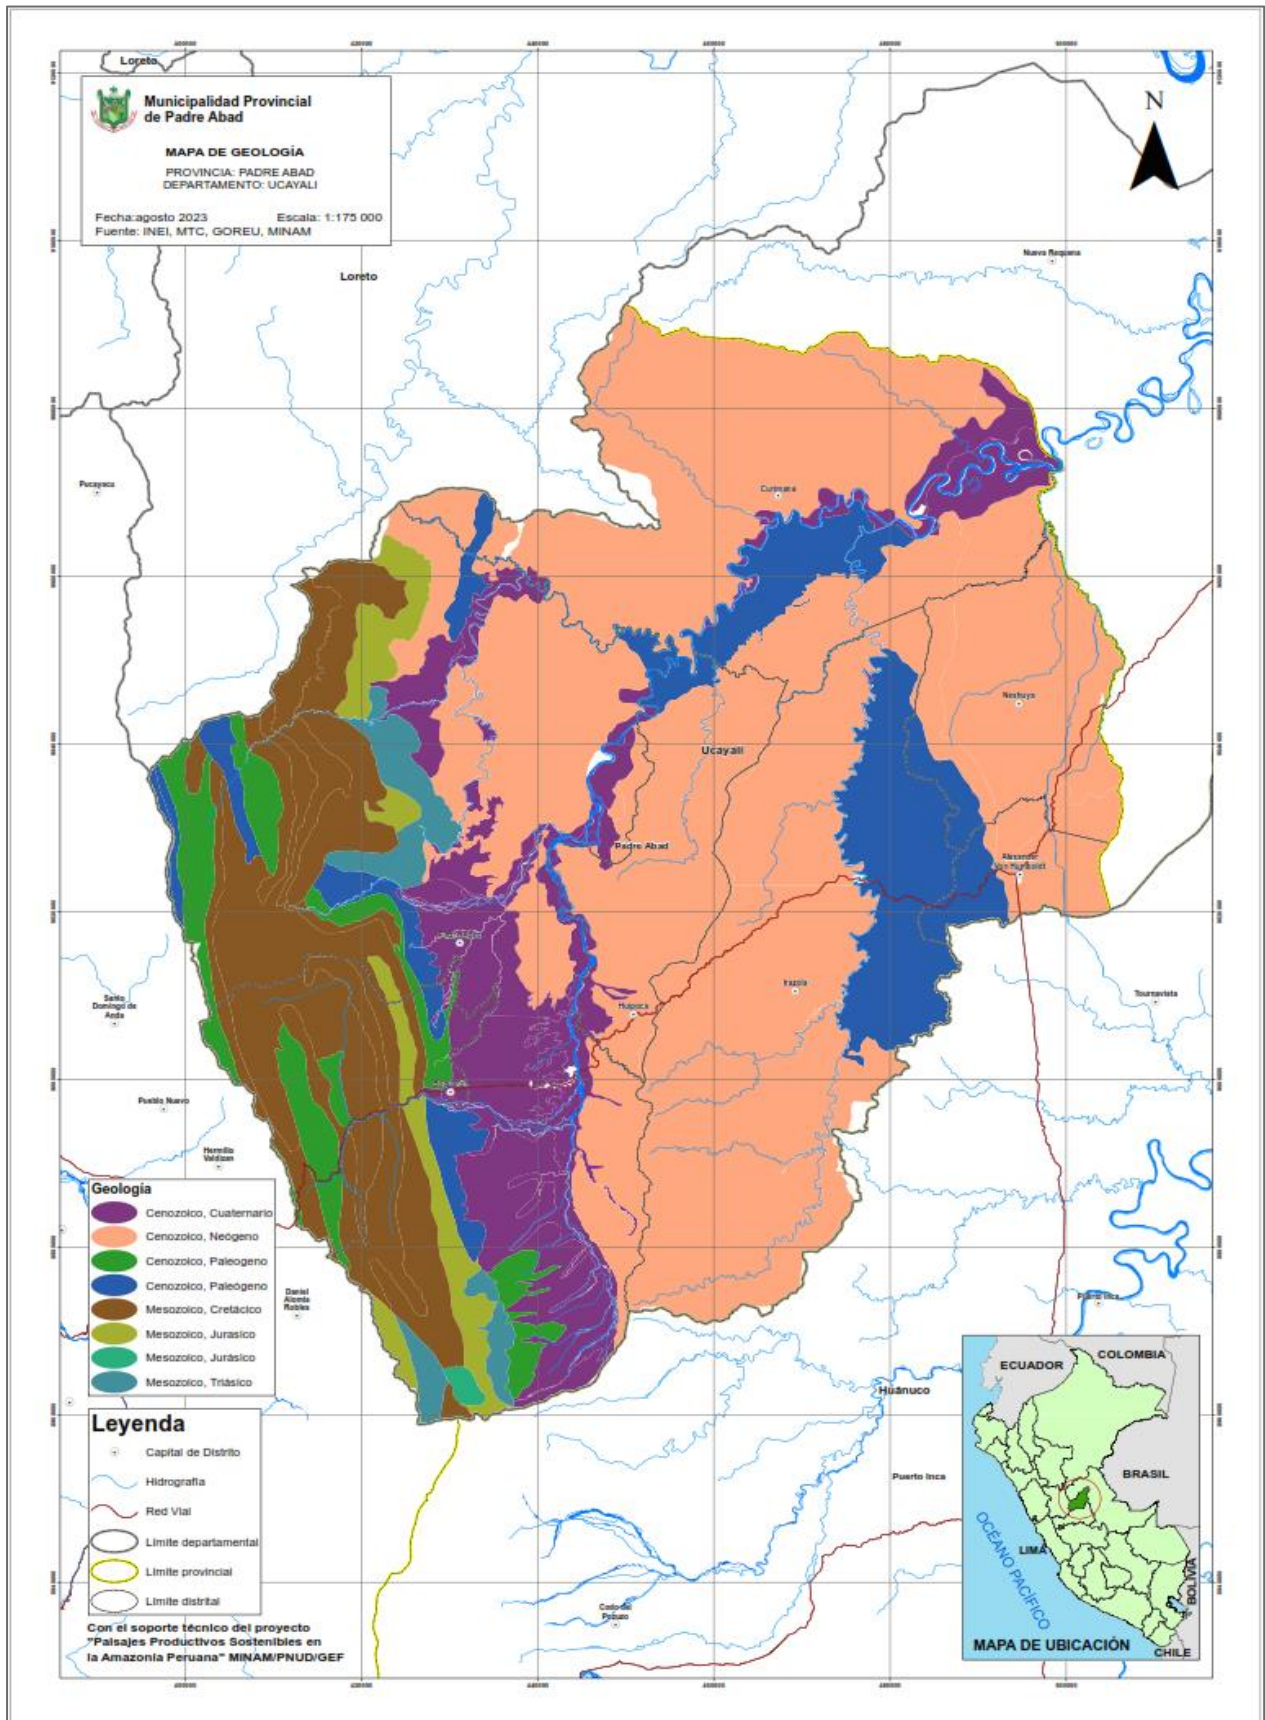 Loreto
Municipalidad Provincial
de Padre Abad
MAPA DE GEOLOGÍA
PROVINCIA: PADRE ABAD
DEPARTAMENTO: UCAYALI
Fecha:agosto 2023 Escala: 1:175 000
Fuente: INEI, MTC, GOREU, MINAM
N
Loreto
Nueva Requena
Pucayacu
Curimaná
Neshuya
Ucayali
Padre Abad
Alexander
Von Humboldt
Santo
Domingo de
Anda
Irazola
Huipoca
Tournavista
Pueblo Nuevo
Hermilio
Valdizan
Daniel
Alomía
Robles
Puerto Inca
Geología
Cenozoico, Cuaternario
Cenozoico, Neógeno
Cenozoico, Paleogeno
Cenozoico, Paleógeno
Mesozoico, Cretácico
Mesozoico, Jurasico
Mesozoico, Jurásico
Mesozoico, Triásico
Leyenda
Capital de Distrito
Hidrografía
Red Vial
Límite departamental
Límite provincial
Límite distrital
Con el soporte técnico del proyecto
"Paisajes Productivos Sostenibles en
la Amazonía Peruana" MINAM/PNUD/GEF
Huánuco
Puerto Inca
Codo del
Pozuzo
ECUADOR
COLOMBIA
BRASIL
LIMA
OCÉANO PACÍFICO
BOLIVIA
CHILE
MAPA DE UBICACIÓN